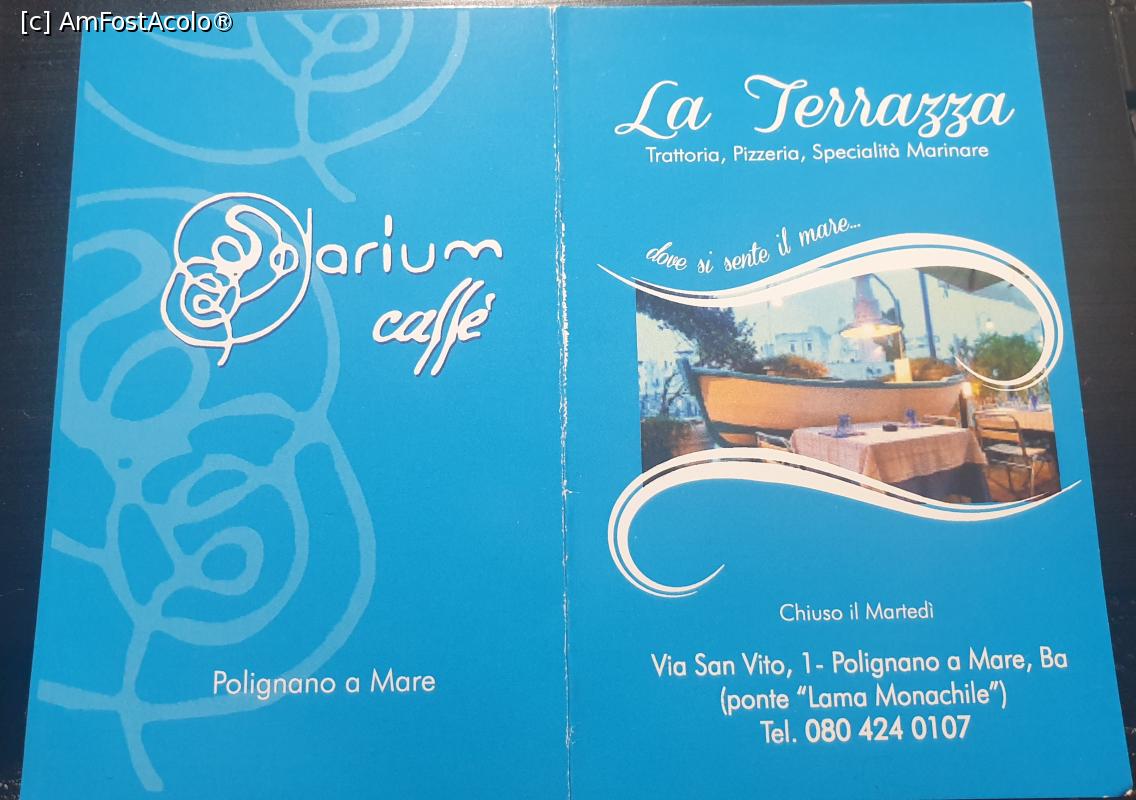 [c] AmFostAcolo®
Solarium
caffè
Polignano a Mare
La Terrazza
Trattoria, Pizzeria, Specialità Marinare
dove si sente il mare...
Chiuso il Martedì
Via San Vito, 1- Polignano a Mare, Ba
(ponte “Lama Monachile”)
Tel. 080 424 0107